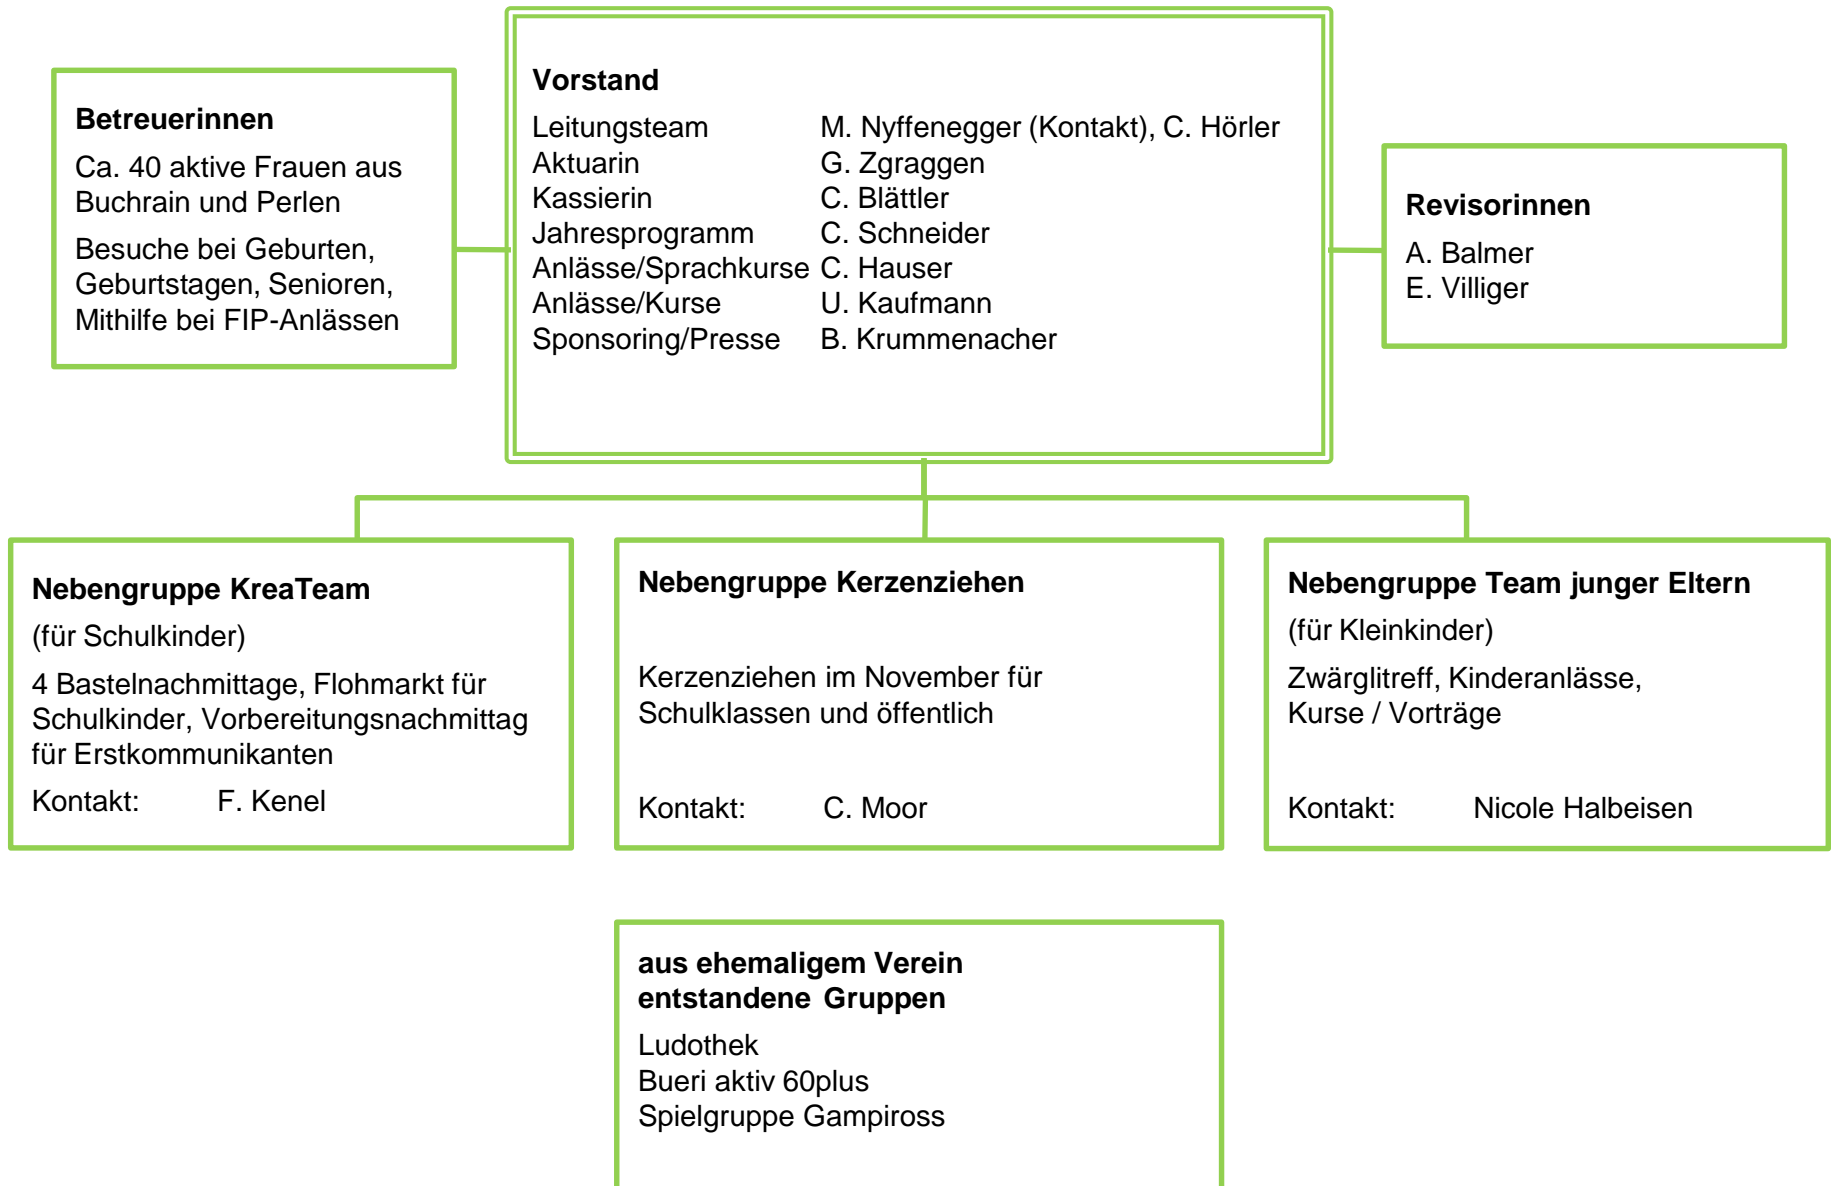 Betreuerinnen
Ca. 40 aktive Frauen aus
Buchrain und Perlen
Besuche bei Geburten,
Geburtstagen, Senioren,
Mithilfe bei FIP-Anlässen
Vorstand
Leitungsteam M. Nyffenegger (Kontakt), C. Hörler
Aktuarin G. Zgraggen
Kassierin C. Blättler
Jahresprogramm C. Schneider
Anlässe/Sprachkurse C. Hauser
Anlässe/Kurse U. Kaufmann
Sponsoring/Presse B. Krummenacher
Revisorinnen
A. Balmer
E. Villiger
Nebengruppe KreaTeam
(für Schulkinder)
4 Bastelnachmittage, Flohmarkt für
Schulkinder, Vorbereitungsnachmittag
für Erstkommunikanten
Kontakt: F. Kenel
Nebengruppe Kerzenziehen
Kerzenziehen im November für
Schulklassen und öffentlich
Kontakt: C. Moor
Nebengruppe Team junger Eltern
(für Kleinkinder)
Zwärglitreff, Kinderanlässe,
Kurse / Vorträge
Kontakt: Nicole Halbeisen
aus ehemaligem Verein
entstandene Gruppen
Ludothek
Bueri aktiv 60plus
Spielgruppe Gampiross